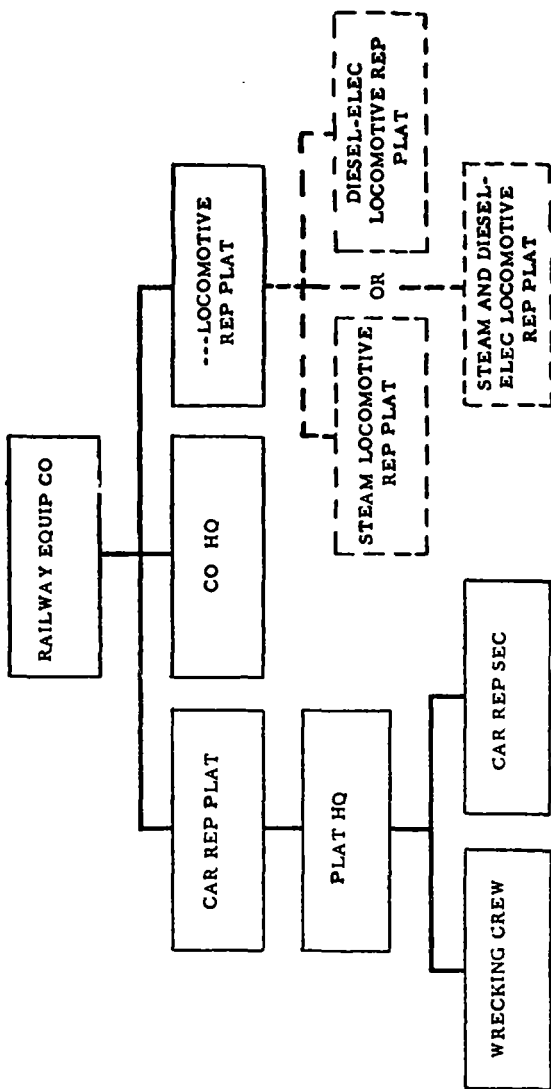 RAILWAY EQUIP CO
CAR REP PLAT
CO HQ
---LOCOMOTIVE
REP PLAT
PLAT HQ
STEAM LOCOMOTIVE
REP PLAT
OR
DIESEL-ELEC
LOCOMOTIVE REP
PLAT
WRECKING CREW
CAR REP SEC
STEAM AND DIESEL-
ELEC LOCOMOTIVE
REP PLAT